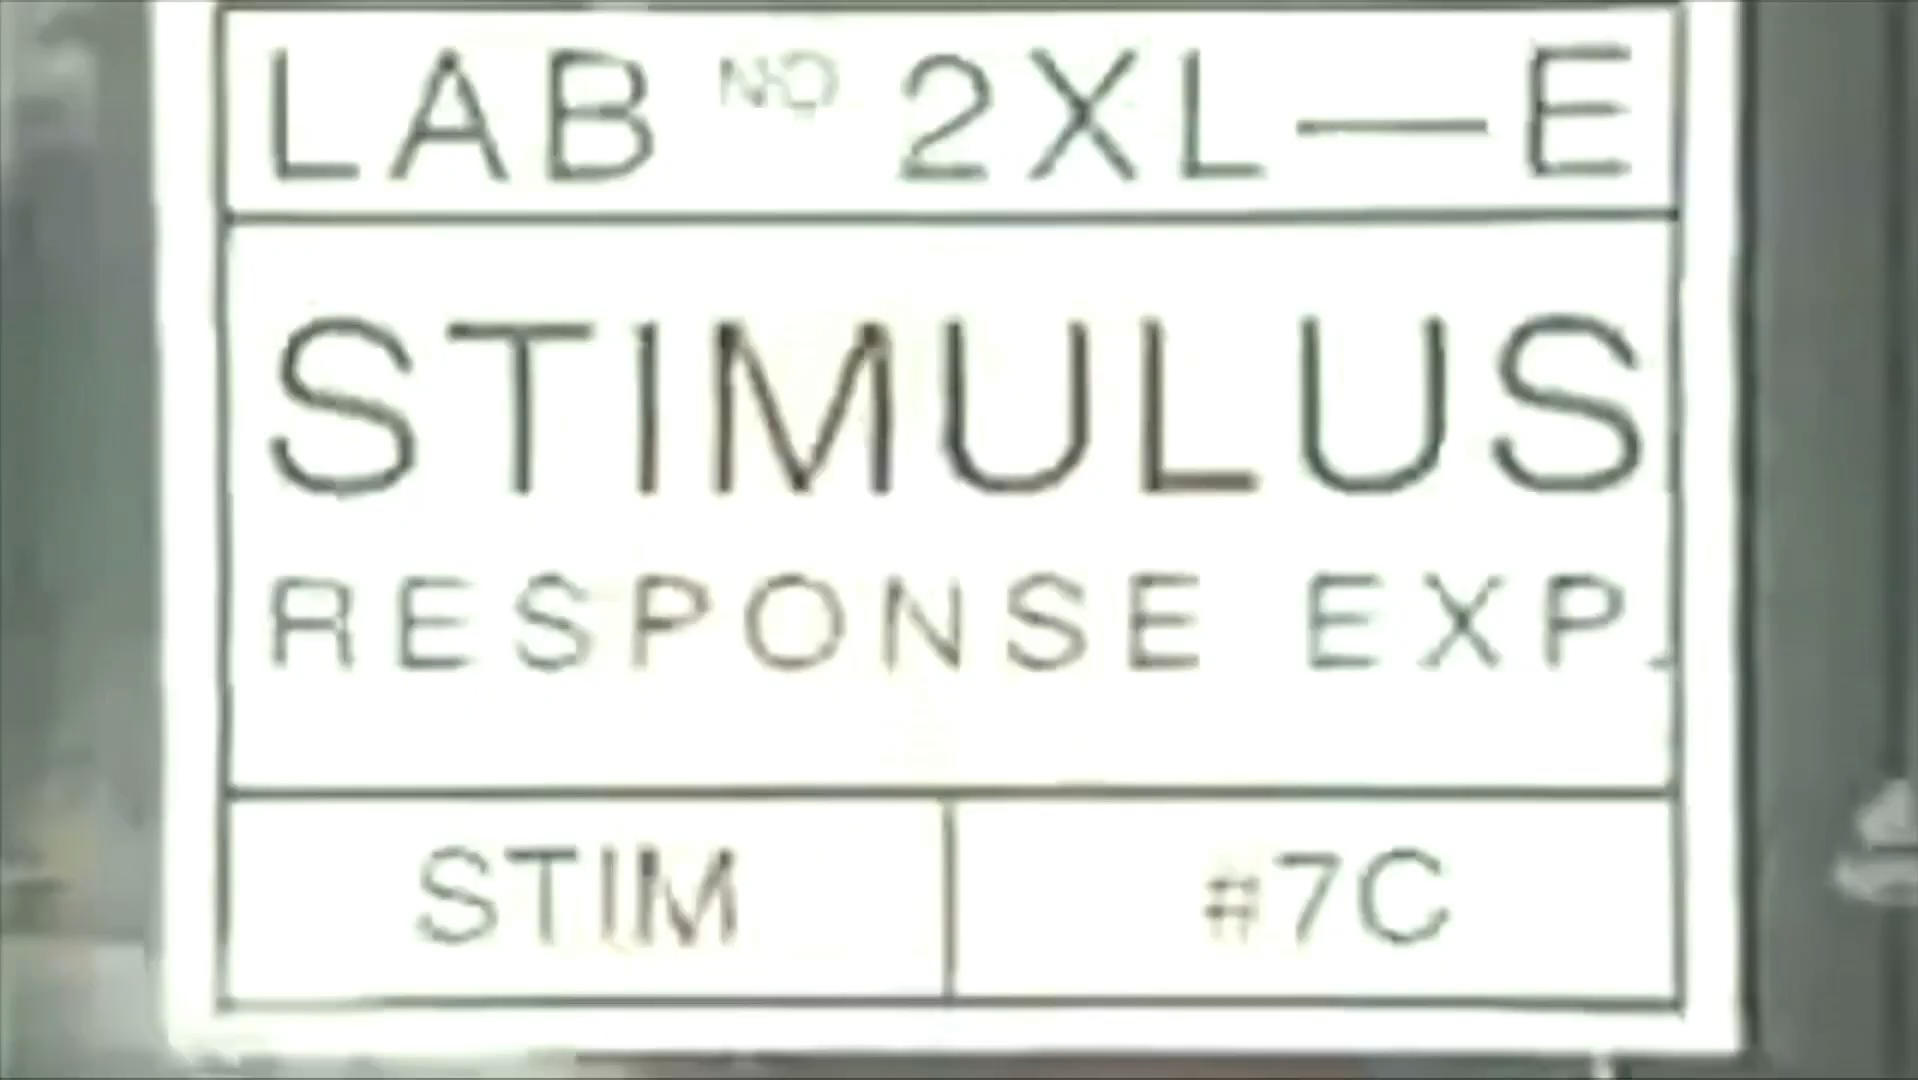 LAB NO 2XL—E
STIMULUS
RESPONSE EXP.
STIM #7C